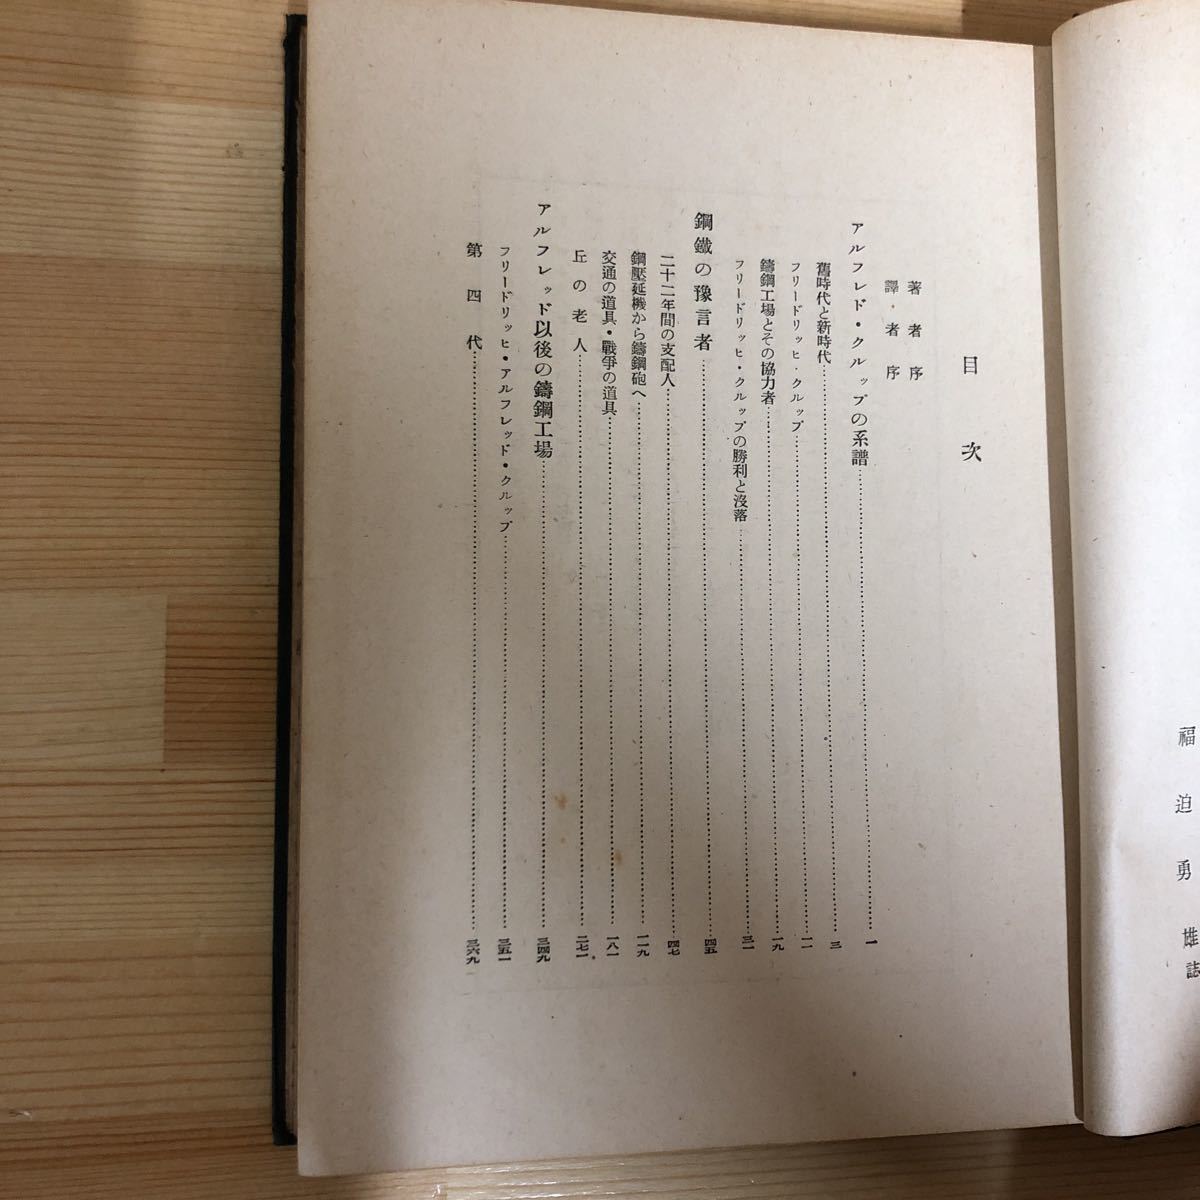 福迫勇雄誌
目次
著者序
譯者序
アルフレド・クルップの系譜……一
舊時代と新時代……三
フリードリッヒ・クルップ……一一
鑄鋼工場とその協力者……一九
フリードリッヒ・クルップの勝利と沒落……三一
鋼鐵の豫言者……四五
二十二年間の支配人……四七
鋼壓延機から鑄鋼砲へ……一一九
交通の道具・戰爭の道具……一八一
丘の老人……二七一
アルフレッド以後の鑄鋼工場……三四九
フリードリッヒ・アルフレッド・クルップ……三五一
第四代……三六九